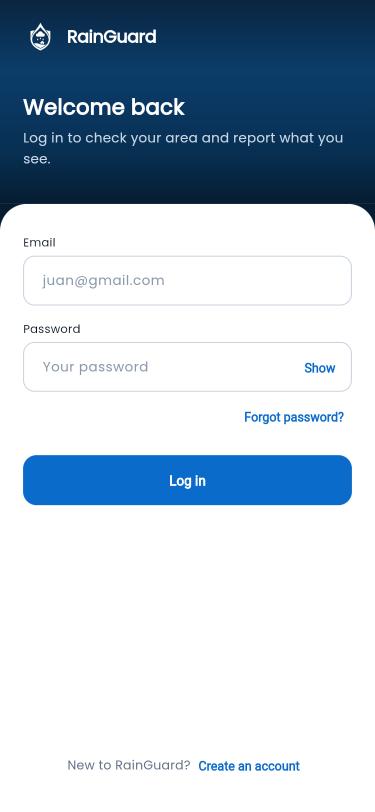 RainGuard
Welcome back
Log in to check your area and report what you
see.
Email
juan@gmail.com
Password
Your password
Show
Forgot password?
Log in
New to RainGuard? Create an account